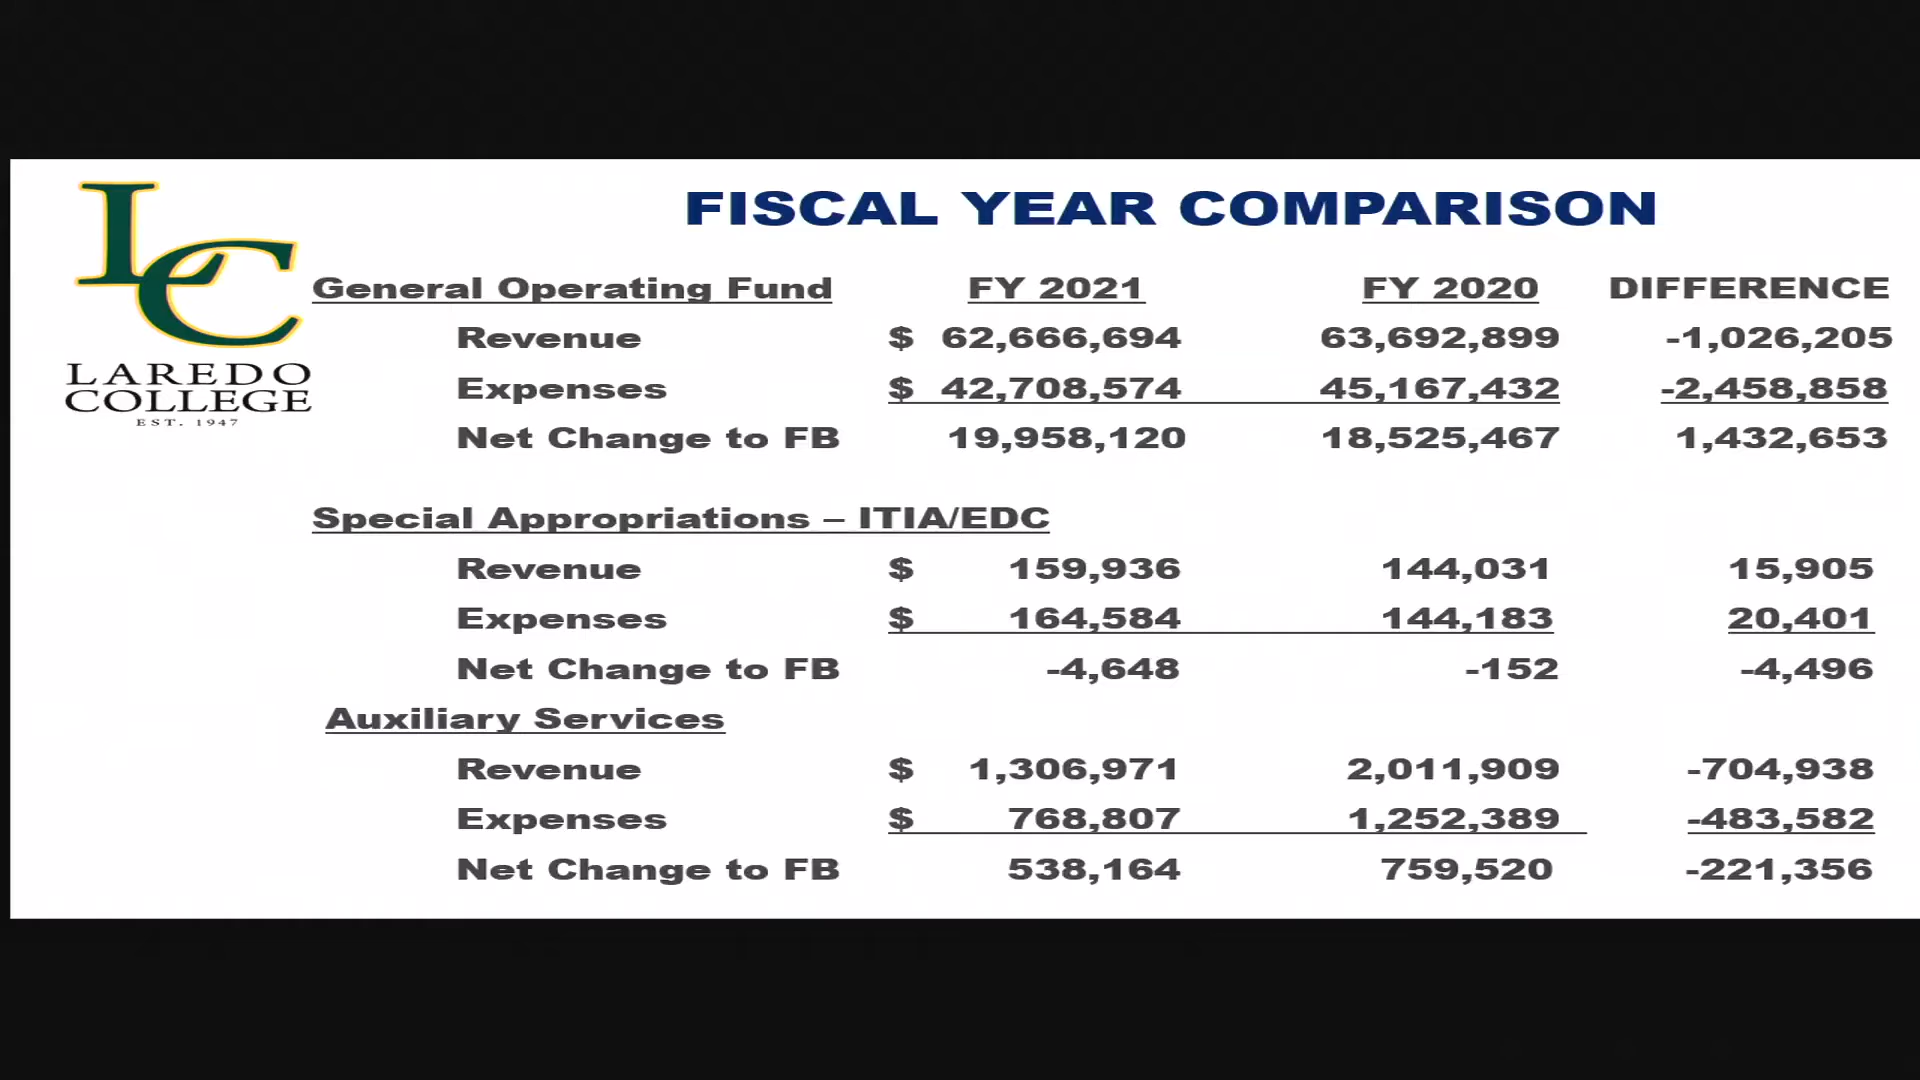 LC
LAREDO
COLLEGE
EST. 1947
FISCAL YEAR COMPARISON
General Operating Fund FY 2021 FY 2020 DIFFERENCE
Revenue $ 62,666,694 63,692,899 -1,026,205
Expenses $ 42,708,574 45,167,432 -2,458,858
Net Change to FB 19,958,120 18,525,467 1,432,653
Special Appropriations – ITIA/EDC
Revenue $ 159,936 144,031 15,905
Expenses $ 164,584 144,183 20,401
Net Change to FB -4,648 -152 -4,496
Auxiliary Services
Revenue $ 1,306,971 2,011,909 -704,938
Expenses $ 768,807 1,252,389 -483,582
Net Change to FB 538,164 759,520 -221,356